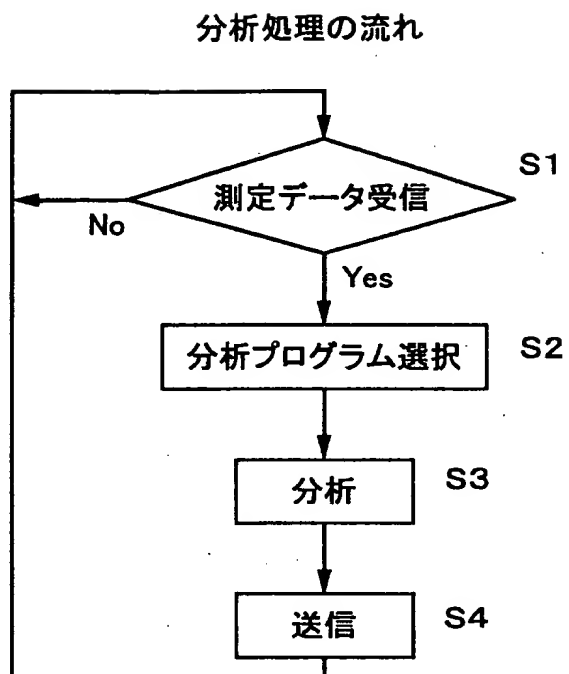 分析処理の流れ
測定データ受信
S1
No
Yes
分析プログラム選択
S2
分析
S3
送信
S4